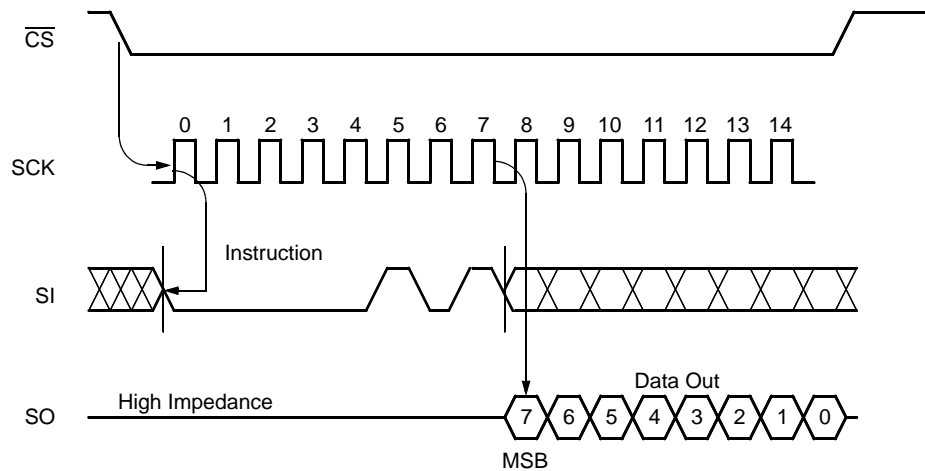 CS
0 1 2 3 4 5 6 7 8 9 10 11 12 13 14
SCK
Instruction
SI
Data Out
High Impedance
SO
7 6 5 4 3 2 1 0
MSB